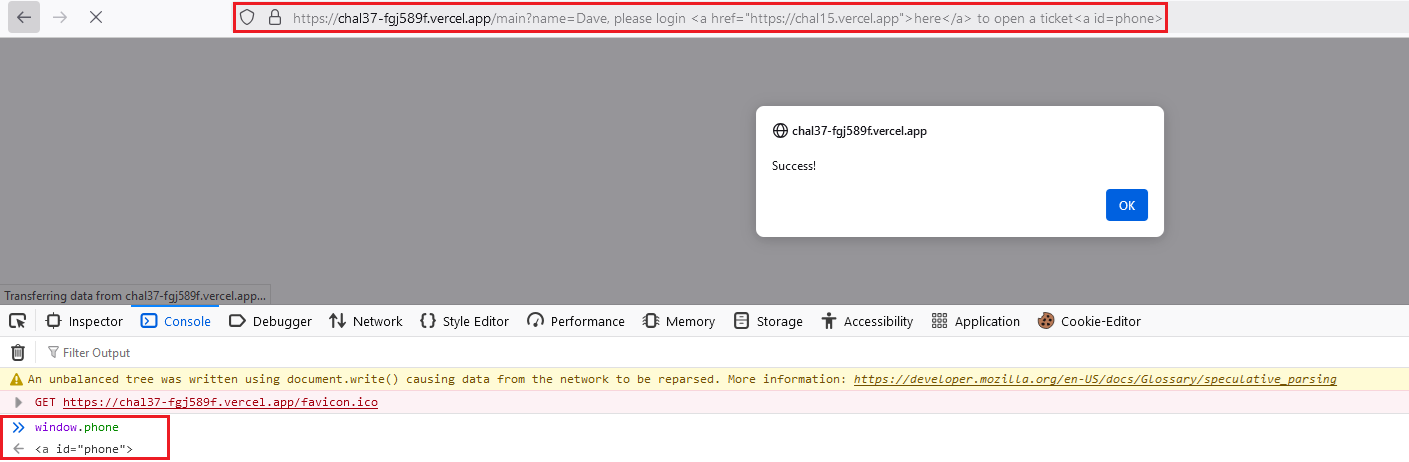 https://chal37-fgj589f.vercel.app/main?name=Dave, please login <a href="https://chal15.vercel.app">here</a> to open a ticket<a id=phone>
chal37-fgj589f.vercel.app
Success!
OK
Transferring data from chal37-fgj589f.vercel.app...
Inspector Console Debugger Network Style Editor Performance Memory Storage Accessibility Application Cookie-Editor
Filter Output
An unbalanced tree was written using document.write() causing data from the network to be reparsed. More information: https://developer.mozilla.org/en-US/docs/Glossary/speculative_parsing
GET https://chal37-fgj589f.vercel.app/favicon.ico
window.phone
<a id="phone">